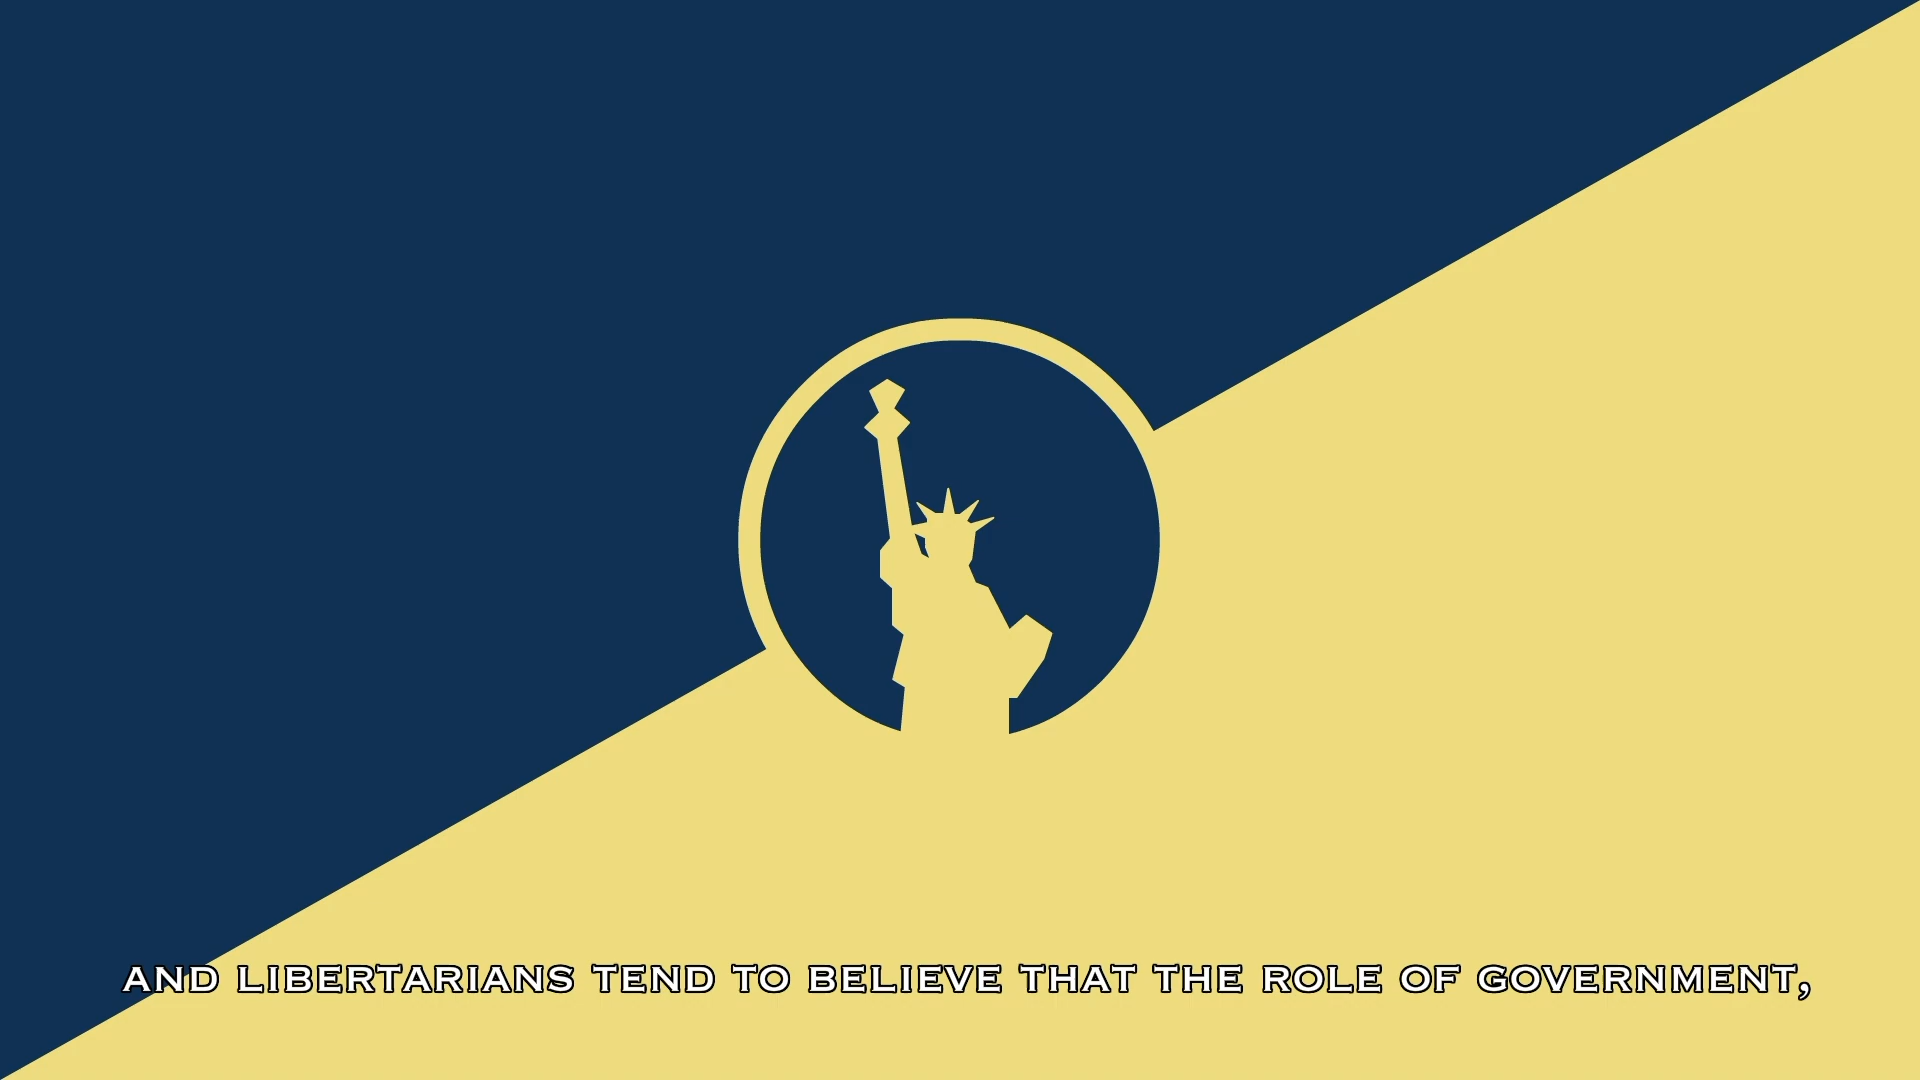 AND LIBERTARIANS TEND TO BELIEVE THAT THE ROLE OF GOVERNMENT,